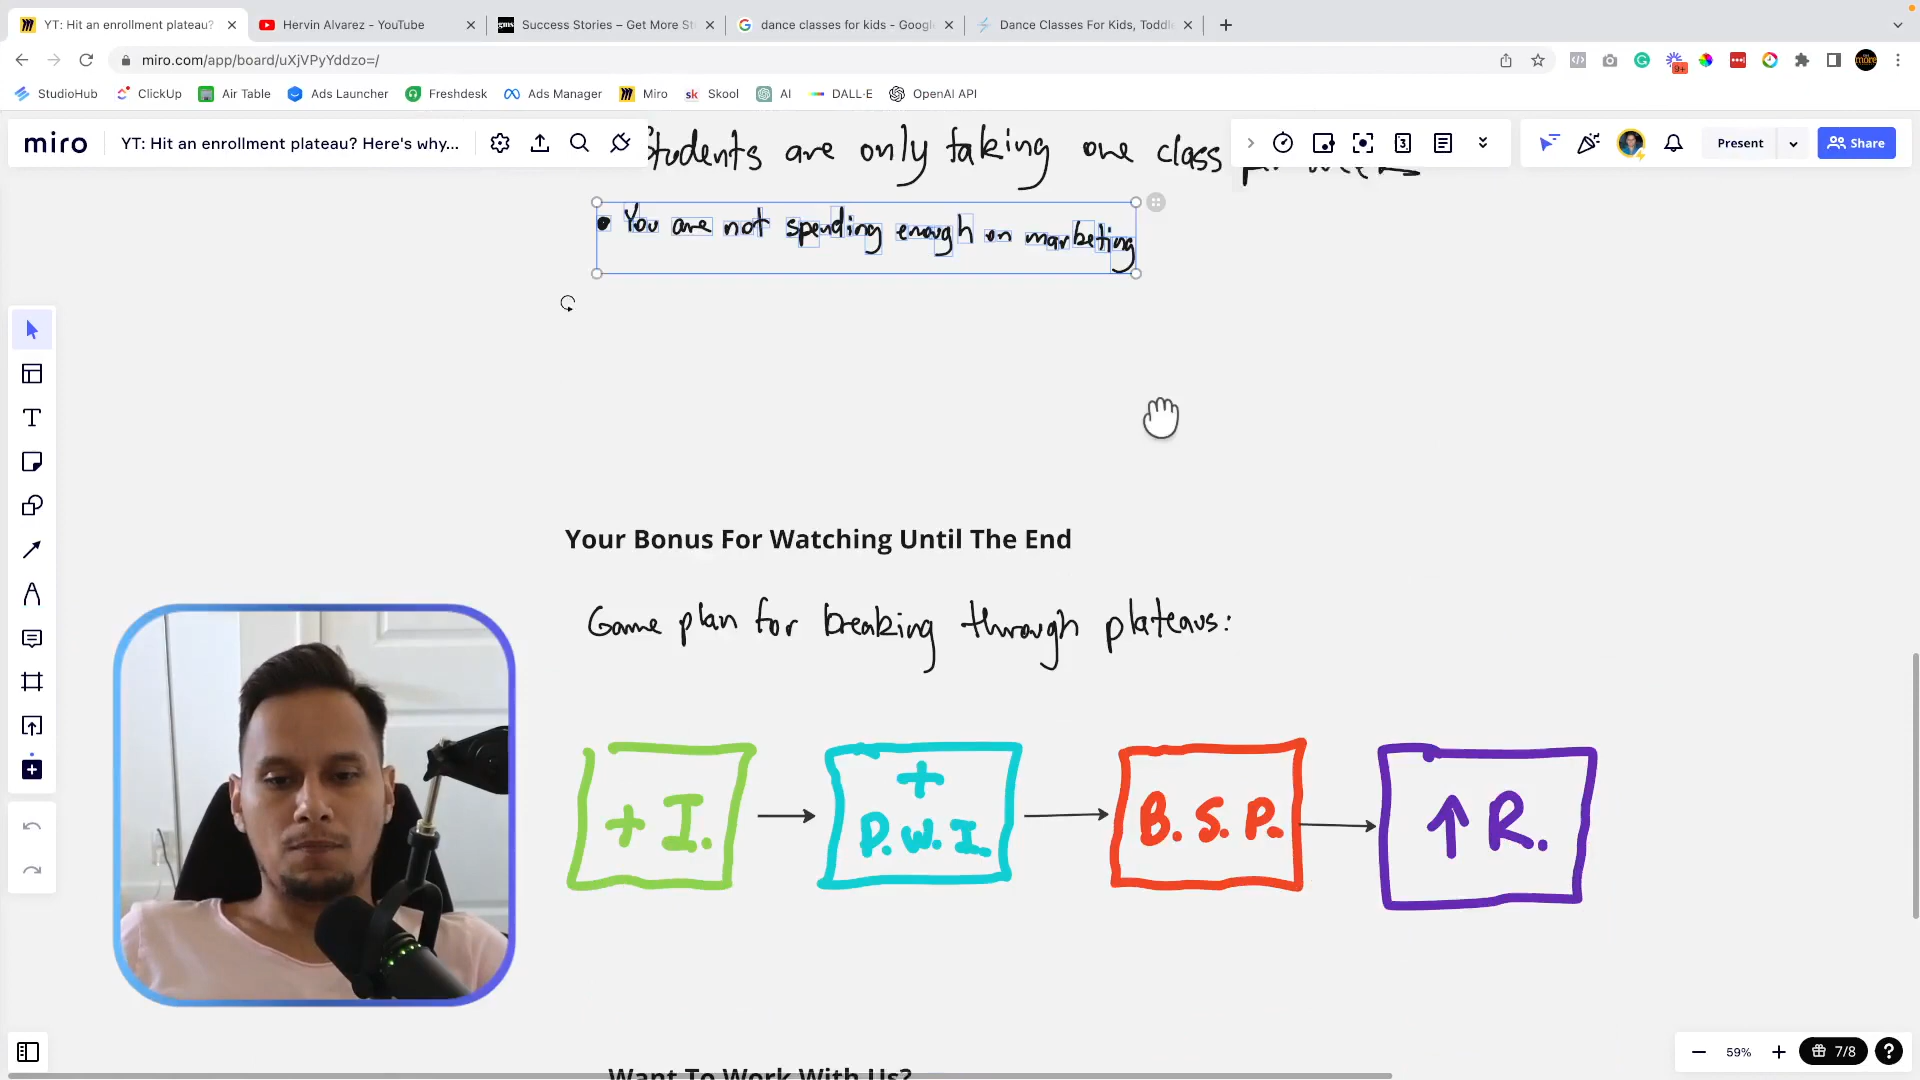 YT: Hit an enrollment plateau?
Hervin Alvarez - YouTube
Success Stories – Get More St
dance classes for kids - Google
Dance Classes For Kids, Toddl
miro.com/app/board/uXjVPyYddzo=/
9+
StudioHub
ClickUp
Air Table
Ads Launcher
Freshdesk
Ads Manager
Miro
sk Skool
AI
DALL·E
OpenAI API
miro
YT: Hit an enrollment plateau? Here's why...
3
Present
Share
Students are only taking one class
• You are not spending enough on marketing
Your Bonus For Watching Until The End
Game plan for breaking through plateaus:
+ I.
+
P.W.I.
B.S.P.
↑ R.
Want To Work With Us?
59%
7/8